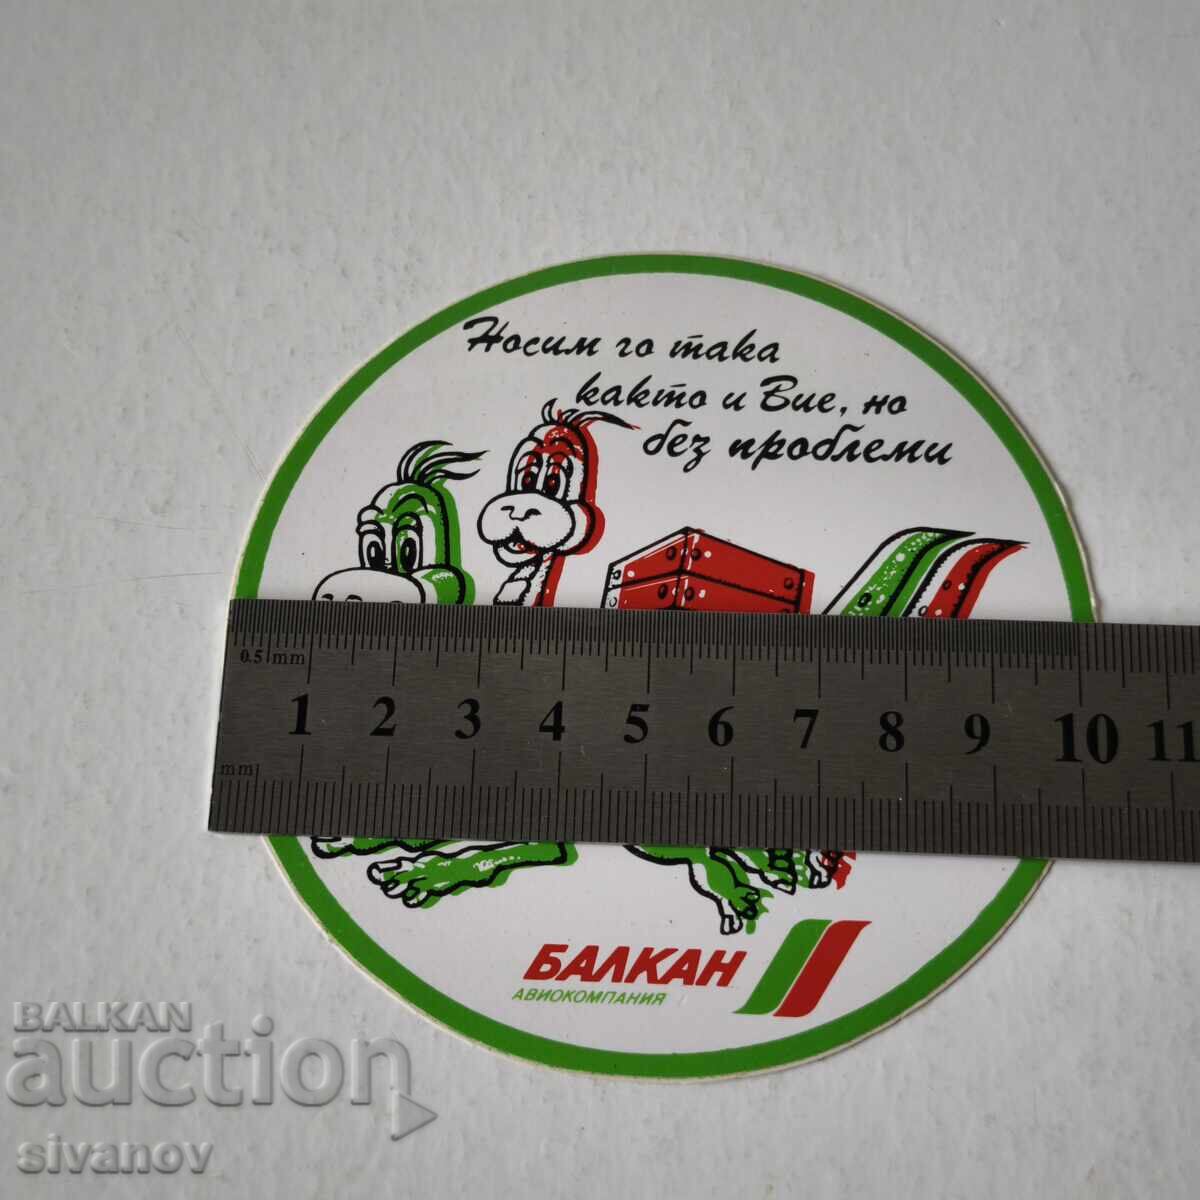 Носим го така
както и Вие, но
без проблеми
0.5 mm
1 2 3 4 5 6 7 8 9 10 11
mm
БАЛКАН
АВИОКОМПАНИЯ
BALKAN
auction
sivanov